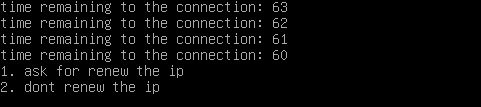 time remaining to the connection: 63
time remaining to the connection: 62
time remaining to the connection: 61
time remaining to the connection: 60
1. ask for renew the ip
2. dont renew the ip